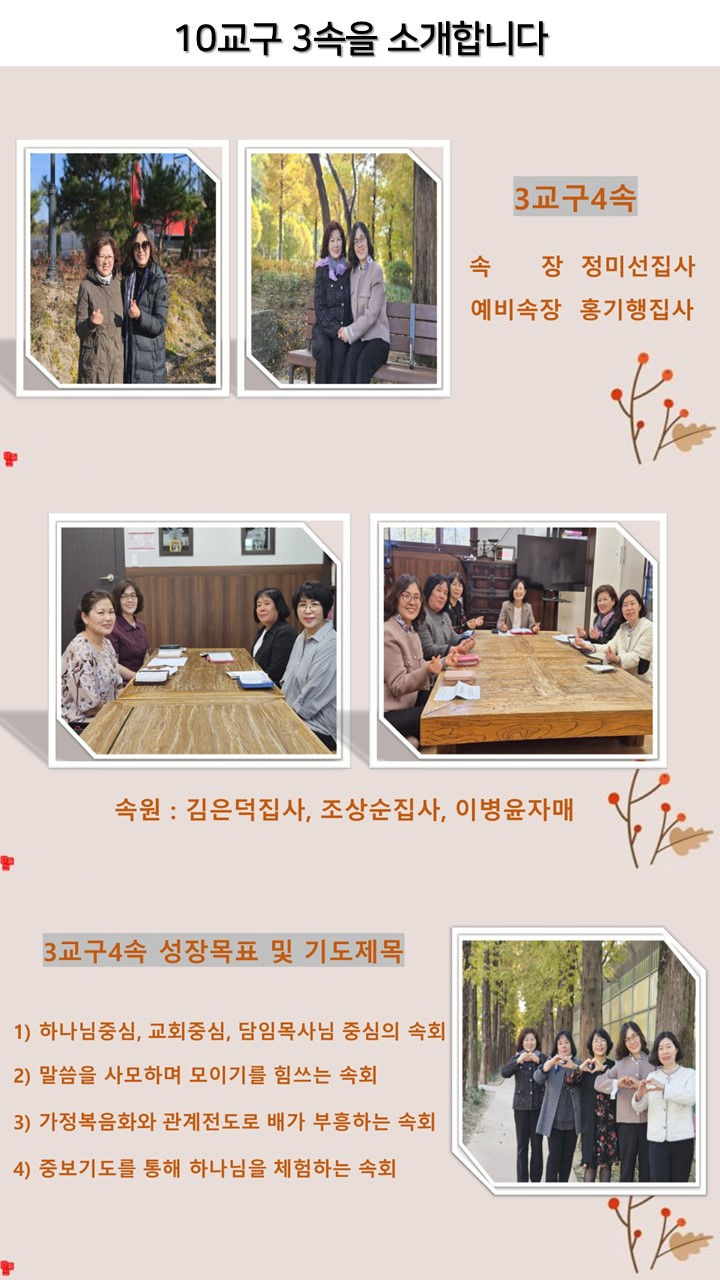 10교구 3속을 소개합니다
3교구4속
속 장 정미선집사
예비속장 홍기행집사
속원 : 김은덕집사, 조상순집사, 이병윤자매
3교구4속 성장목표 및 기도제목
1) 하나님중심, 교회중심, 담임목사님 중심의 속회
2) 말씀을 사모하며 모이기를 힘쓰는 속회
3) 가정복음화와 관계전도로 배가 부흥하는 속회
4) 중보기도를 통해 하나님을 체험하는 속회